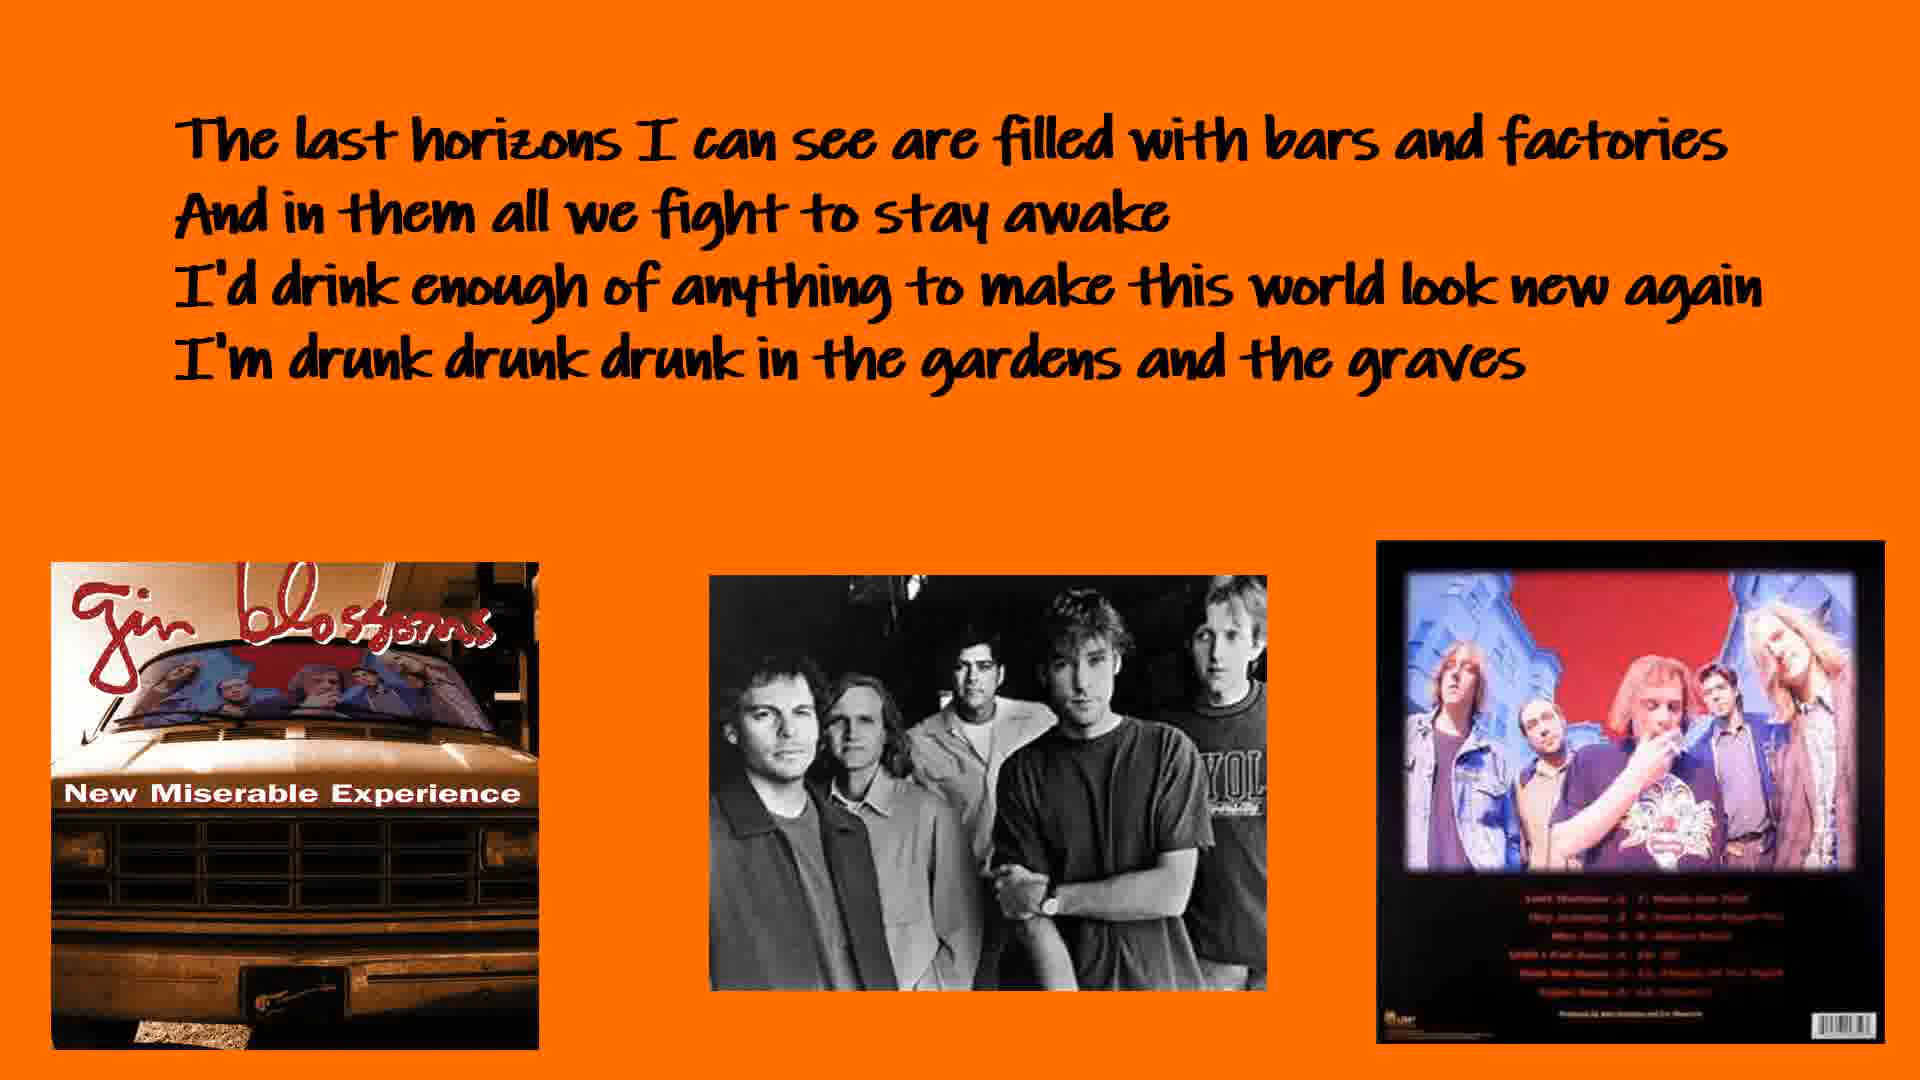 The last horizons I can see are filled with bars and factories
And in them all we fight to stay awake
I'd drink enough of anything to make this world look new again
I'm drunk drunk drunk in the gardens and the graves
gin blossoms
New Miserable Experience
YOL